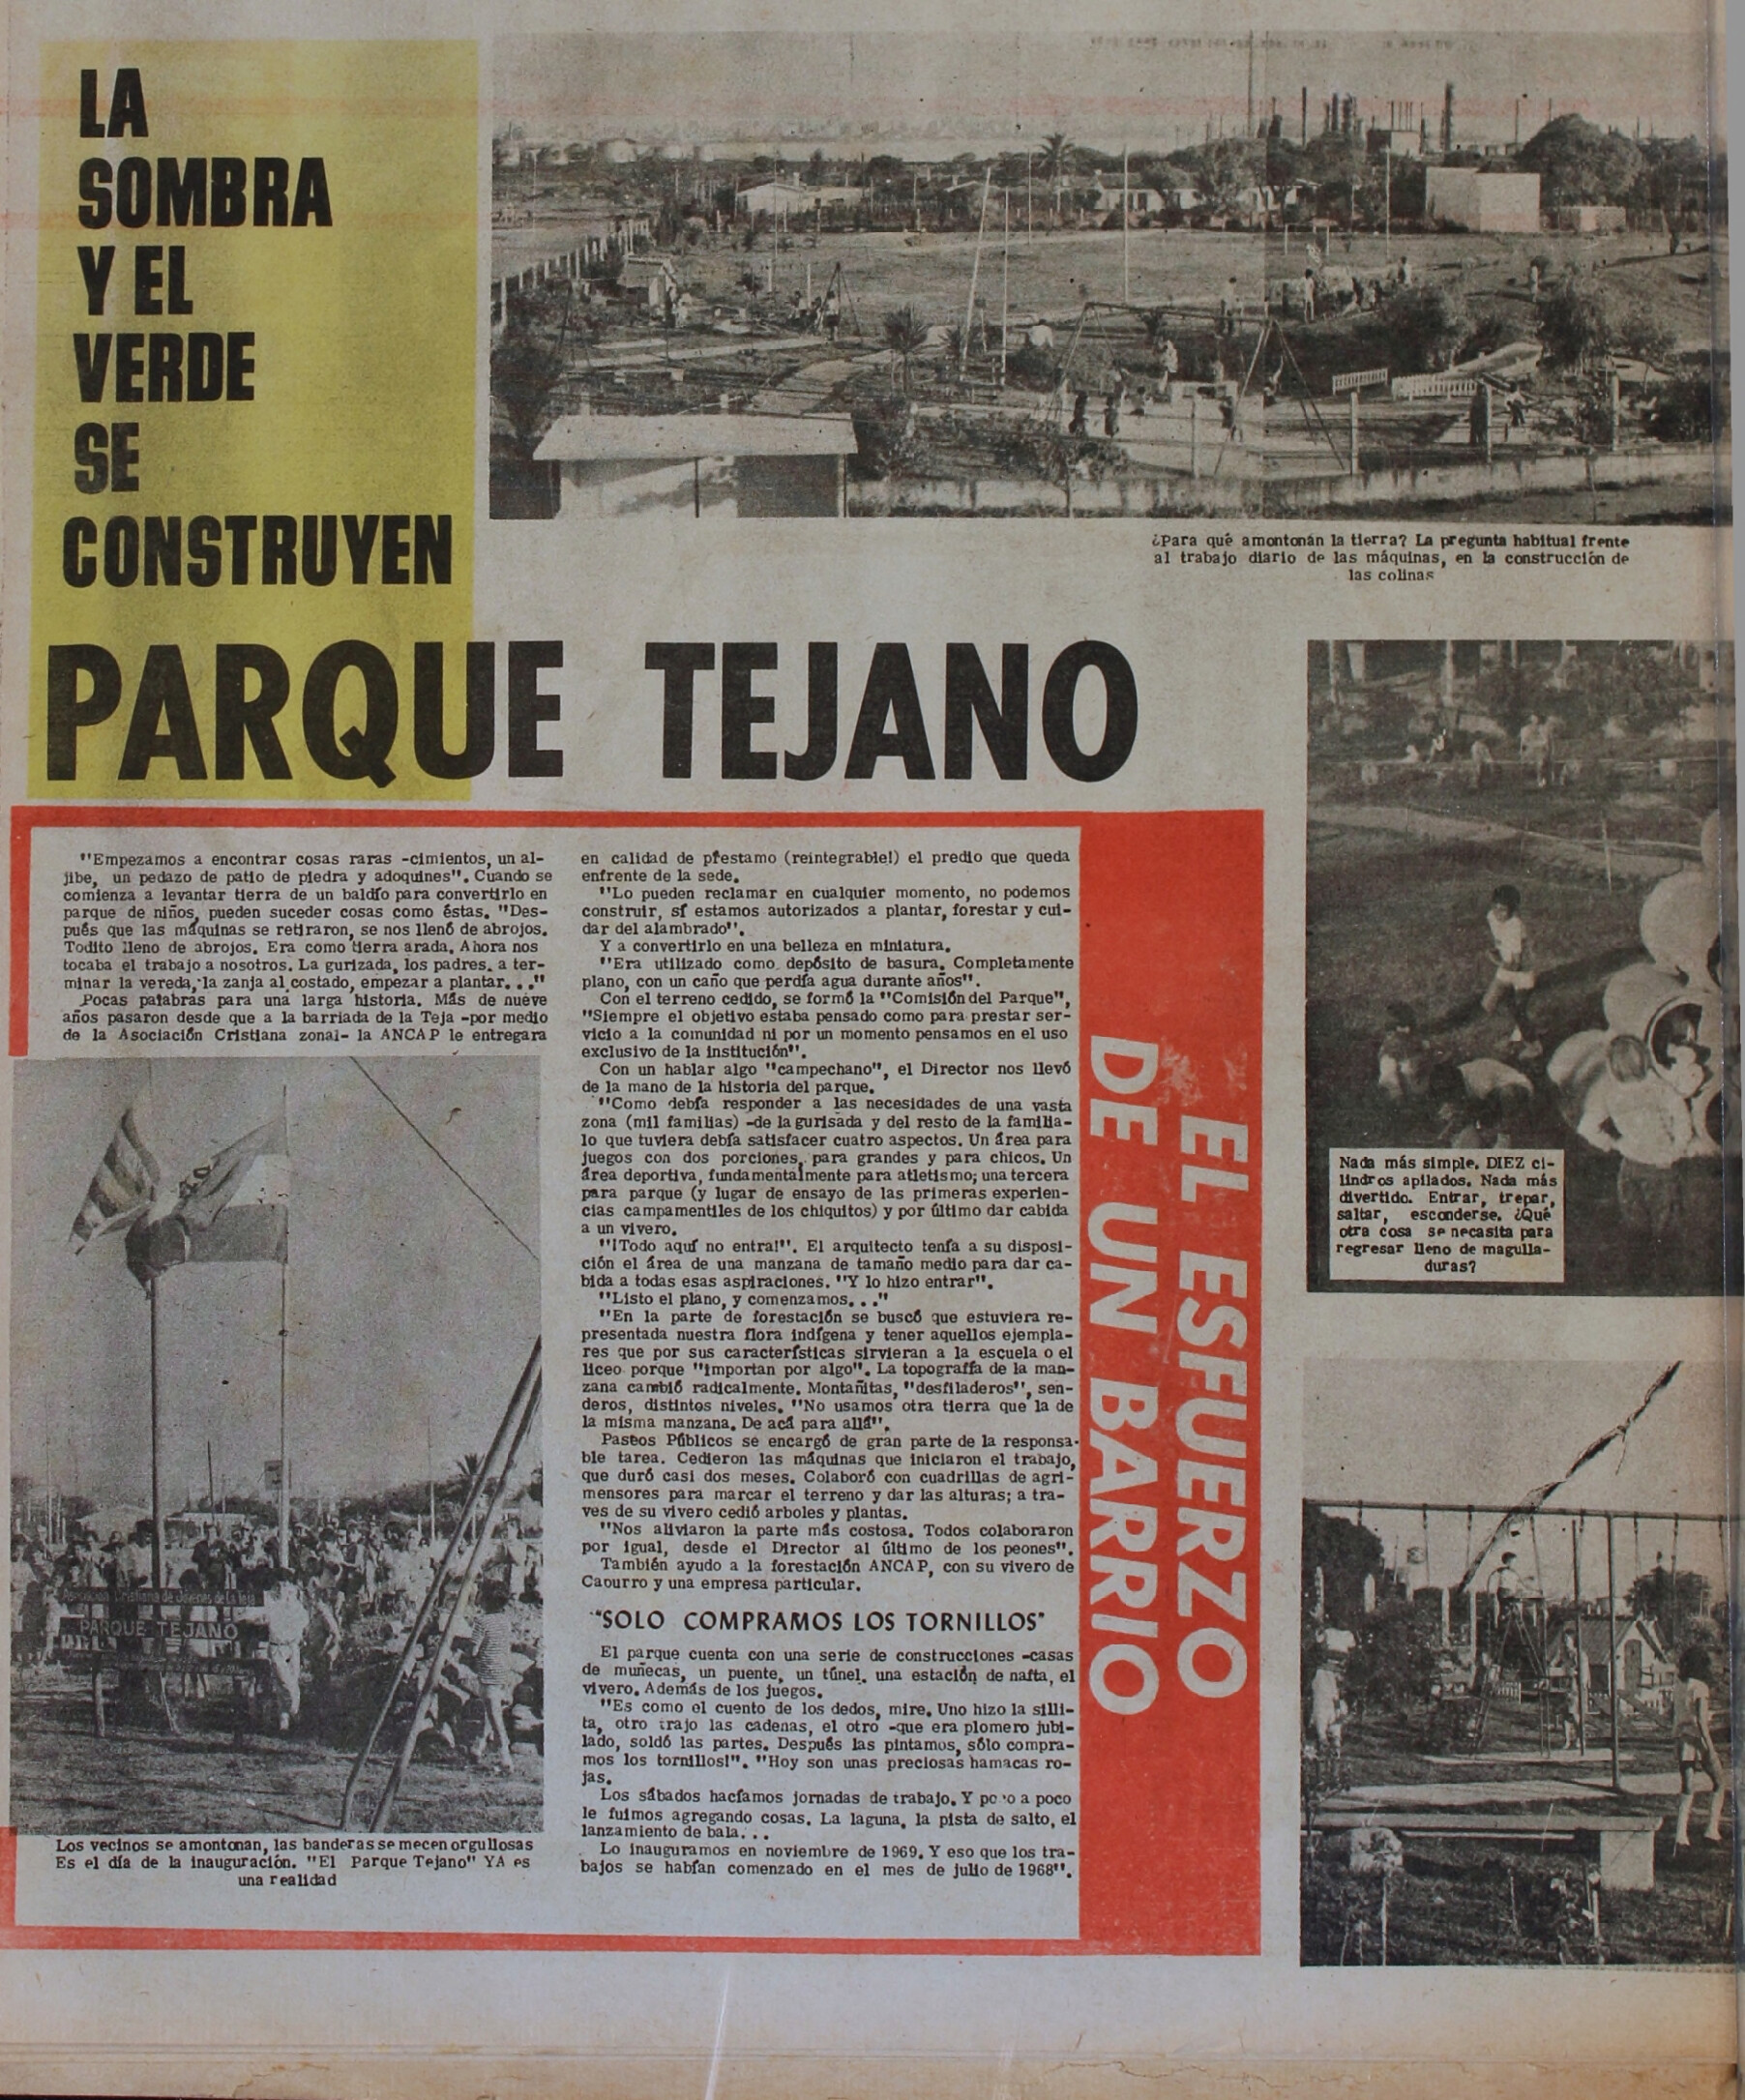 LA
SOMBRA
Y EL
VERDE
SE
CONSTRUYEN
¿Para qué amontonán la tierra? La pregunta habitual frente
al trabajo diario de las máquinas, en la construcción de
las colinas
PARQUE TEJANO
"Empezamos a encontrar cosas raras -cimientos, un al-
jibe, un pedazo de patio de piedra y adoquines". Cuando se
comienza a levantar tierra de un baldío para convertirlo en
parque de niños, pueden suceder cosas como éstas. "Des-
pués que las máquinas se retiraron, se nos llenó de abrojos.
Todito lleno de abrojos. Era como tierra arada. Ahora nos
tocaba el trabajo a nosotros. La gurizada, los padres. a ter-
minar la vereda, la zanja al costado, empezar a plantar..."
Pocas palabras para una larga historia. Más de nueve
años pasaron desde que a la barriada de la Teja -por medio
de la Asociación Cristiana zonal- la ANCAP le entregara
Asociación Cristiana de Jóvenes de La Teja
PARQUE TEJANO
Los vecinos se amontonan, las banderas se mecen orgullosas
Es el día de la inauguración. "El Parque Tejano" YA es
una realidad
en calidad de préstamo (reintegrable!) el predio que queda
enfrente de la sede.
"Lo pueden reclamar en cualquier momento, no podemos
construir, sí estamos autorizados a plantar, forestar y cui-
dar del alambrado".
Y a convertirlo en una belleza en miniatura.
"Era utilizado como depósito de basura. Completamente
plano, con un caño que perdía agua durante años".
Con el terreno cedido, se formó la "Comisión del Parque",
"Siempre el objetivo estaba pensado como para prestar ser-
vicio a la comunidad ni por un momento pensamos en el uso
exclusivo de la institución".
Con un hablar algo "campechano", el Director nos llevó
de la mano de la historia del parque.
"Como debía responder a las necesidades de una vasta
zona (mil familias) -de la gurisada y del resto de la familia-
lo que tuviera debía satisfacer cuatro aspectos. Un área para
juegos con dos porciones, para grandes y para chicos. Un
área deportiva, fundamentalmente para atletismo; una tercera
para parque (y lugar de ensayo de las primeras experien-
cias campamentiles de los chiquitos) y por último dar cabida
a un vivero.
"¡Todo aquí no entra!". El arquitecto tenía a su disposi-
ción el área de una manzana de tamaño medio para dar ca-
bida a todas esas aspiraciones. "Y lo hizo entrar".
"Listo el plano, y comenzamos..."
"En la parte de forestación se buscó que estuviera re-
presentada nuestra flora indígena y tener aquellos ejempla-
res que por sus características sirvieran a la escuela o el
liceo porque "importan por algo". La topografía de la man-
zana cambió radicalmente. Montañitas, "desfiladeros", sen-
deros, distintos niveles. "No usamos otra tierra que la de
la misma manzana. De acá para allá".
Paseos Públicos se encargó de gran parte de la responsa-
ble tarea. Cedieron las máquinas que iniciaron el trabajo,
que duró casi dos meses. Colaboró con cuadrillas de agri-
mensores para marcar el terreno y dar las alturas; a tra-
ves de su vivero cedió arboles y plantas.
"Nos aliviaron la parte más costosa. Todos colaboraron
por igual, desde el Director al último de los peones".
También ayudo a la forestación ANCAP, con su vivero de
Caourro y una empresa particular.
"SOLO COMPRAMOS LOS TORNILLOS"
El parque cuenta con una serie de construcciones -casas
de muñecas, un puente, un túnel, una estación de nafta, el
vivero. Además de los juegos.
"Es como el cuento de los dedos, mire. Uno hizo la silli-
ta, otro trajo las cadenas, el otro -que era plomero jubi-
lado, soldó las partes. Después las pintamos, sólo compra-
mos los tornillos!". "Hoy son unas preciosas hamacas ro-
jas.
Los sábados hacíamos jornadas de trabajo. Y poco a poco
le fuimos agregando cosas. La laguna, la pista de salto, el
lanzamiento de bala...
Lo inauguramos en noviembre de 1969. Y eso que los tra-
bajos se habían comenzado en el mes de julio de 1968".
EL ESFUERZO
DE UN BARRIO
Nada más simple. DIEZ ci-
lindros apilados. Nada más
divertido. Entrar, trepar,
saltar, esconderse. ¿Qué
otra cosa se necasita para
regresar lleno de magulla-
duras?